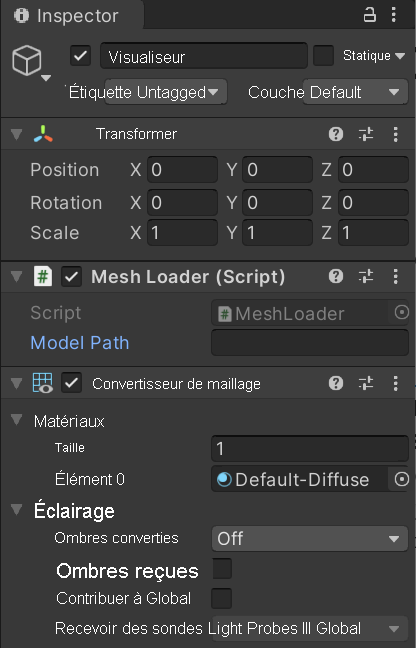 Inspector
Visualiseur Statique
Étiquette Untagged Couche Default
Transformer
Position X 0 Y 0 Z 0
Rotation X 0 Y 0 Z 0
Scale X 1 Y 1 Z 1
# Mesh Loader (Script)
Script # MeshLoader
Model Path
Convertisseur de maillage
Matériaux
Taille 1
Élément 0 Default-Diffuse
Éclairage
Ombres converties Off
Ombres reçues
Contribuer à Global
Recevoir des sondes Light Probes III Global